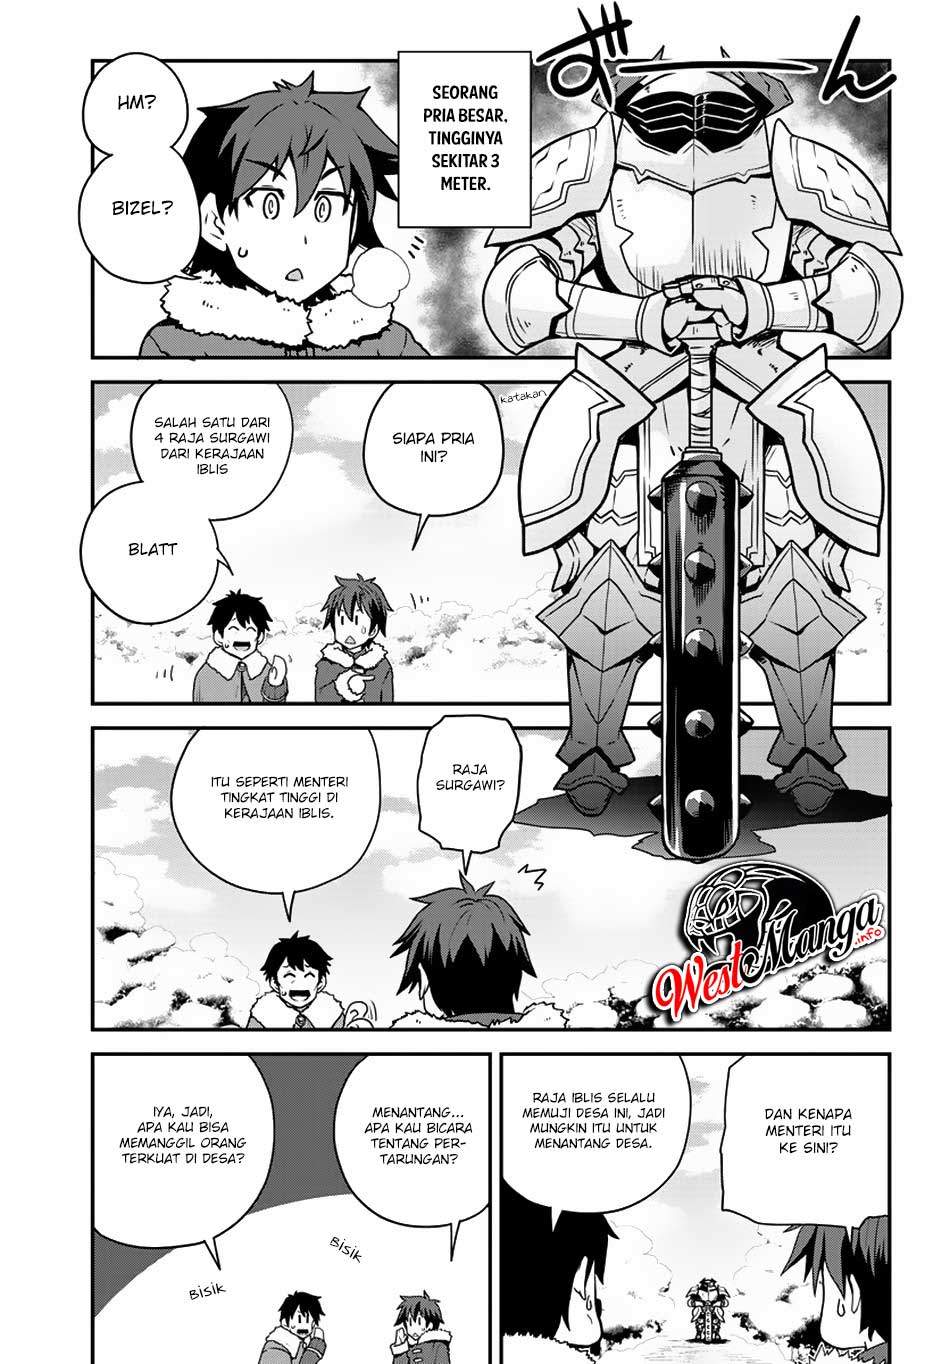 ず
ー
ん
SEORANG
PRIA BESAR,
TINGGINYA
SEKITAR 3
METER.
HM?
BIZEL?
katakan
SIAPA PRIA
INI?
SALAH SATU DARI
4 RAJA SURGAWI
DARI KERAJAAN
IBLIS
BLATT
RAJA
SURGAWI?
ITU SEPERTI MENTERI
TINGKAT TINGGI DI
KERAJAAN IBLIS.
WestManga
.info
DAN KENAPA
MENTERI ITU
KE SINI?
RAJA IBLIS SELALU
MEMUJI DESA INI, JADI
MUNGKIN ITU UNTUK
MENANTANG DESA.
MENANTANG...
APA KAU BICARA
TENTANG PER-
TARUNGAN?
IYA, JADI,
APA KAU BISA
MEMANGGIL ORANG
TERKUAT DI DESA?
Bisik
Bisik